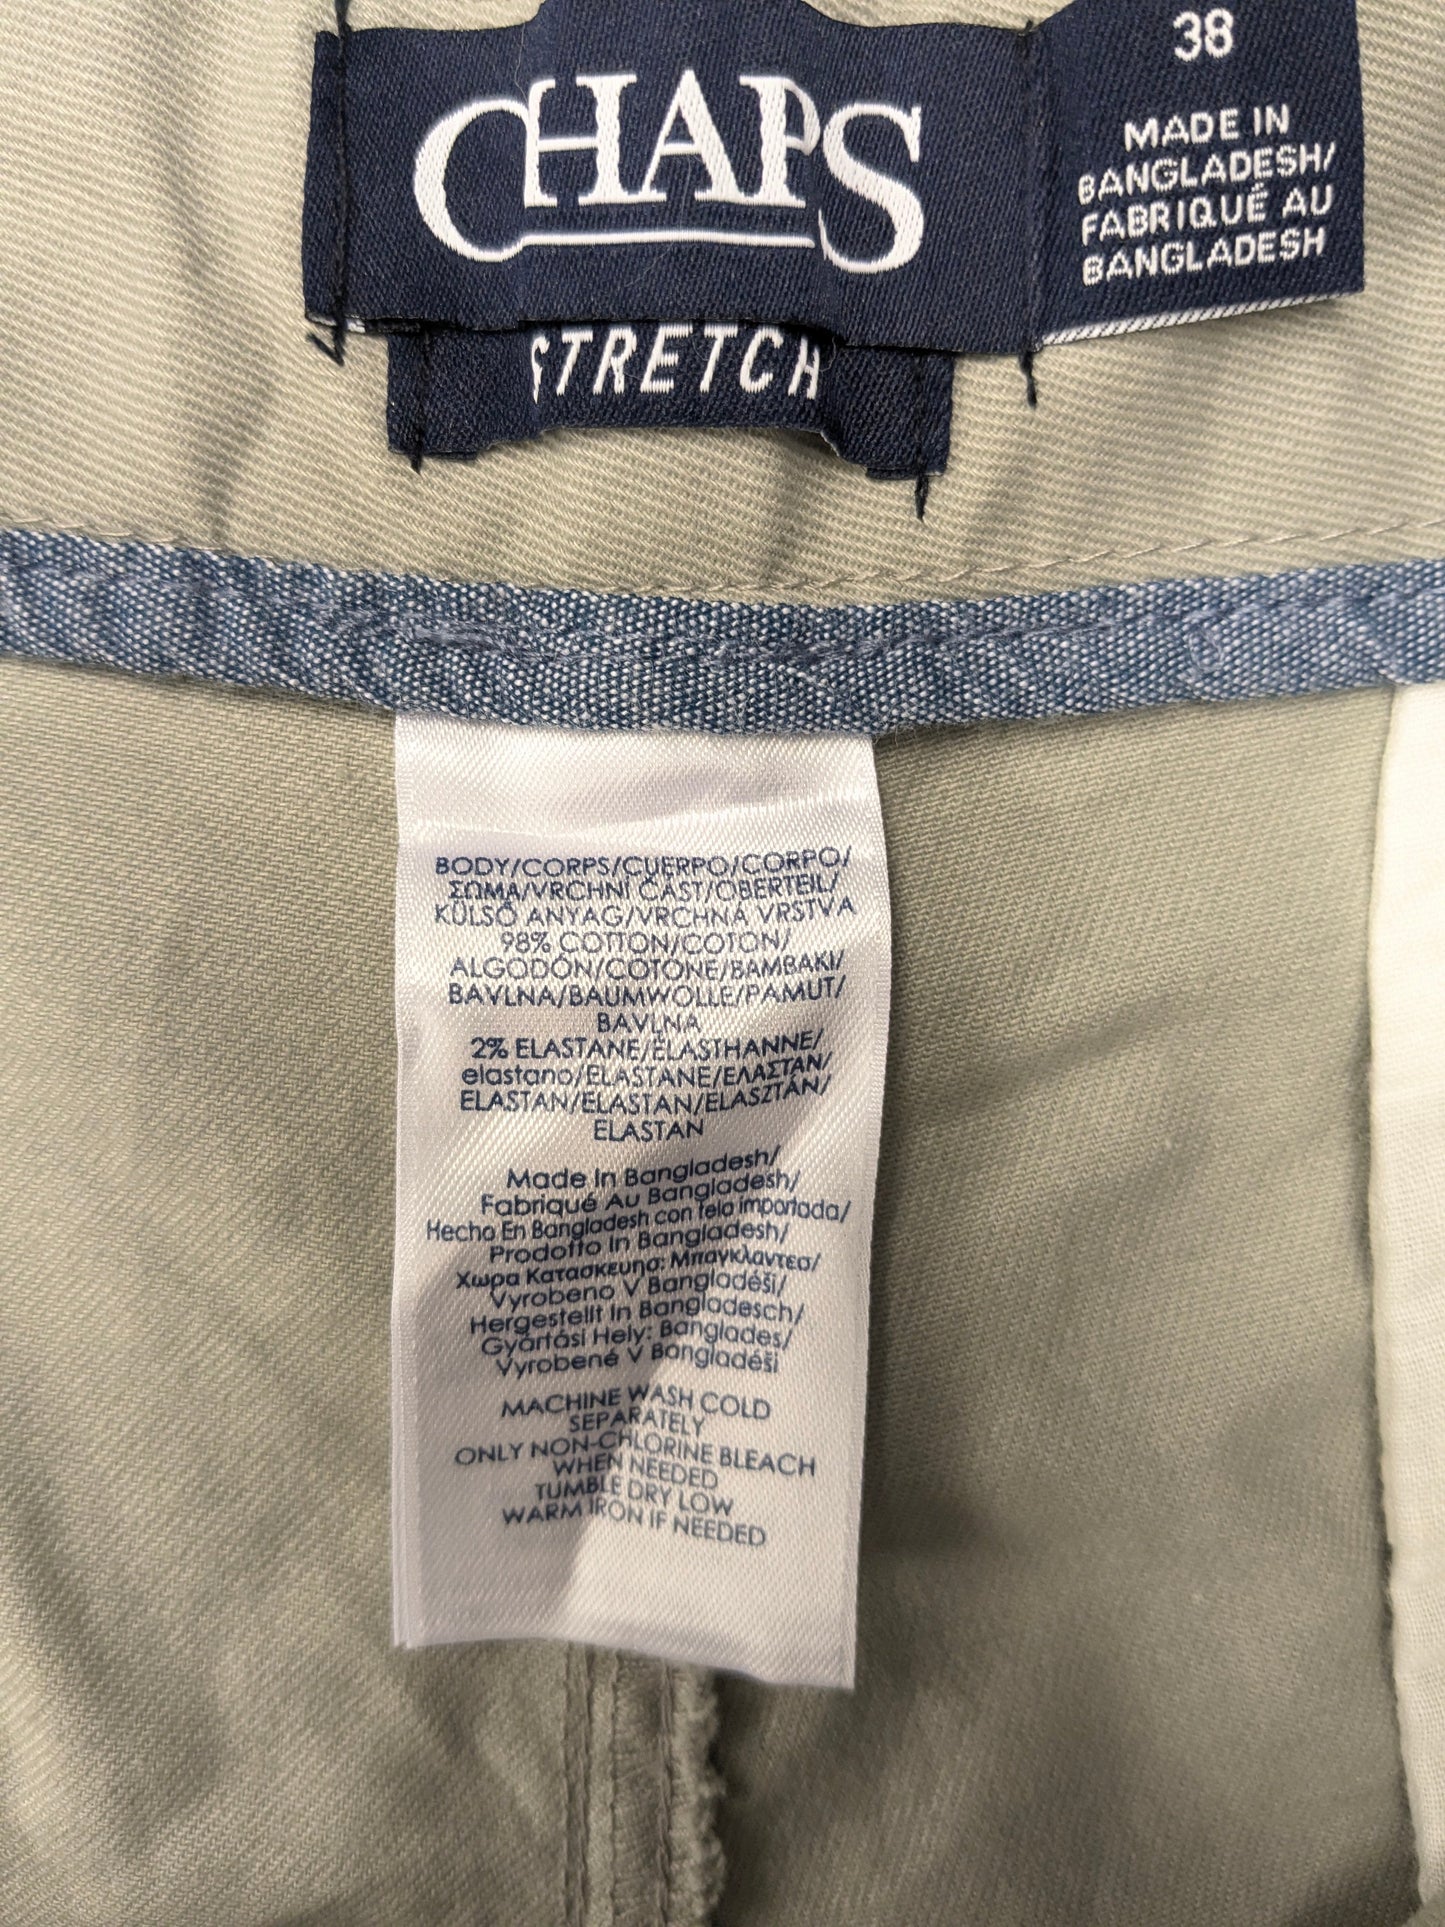 CHAPS
STRETCH
38
MADE IN
BANGLADESH/
FABRIQUÉ AU
BANGLADESH
BODY/CORPS/CUERPO/CORPO/
ΣΩΜΑ/VRCHNÍ ČÁST/OBERTEIL/
KÜLSŐ ANYAG/VRCHNÁ VRSTVA
98% COTTON/COTON/
ALGODÓN/COTONE/BAMBAKI/
BAVLNA/BAUMWOLLE/PAMUT/
BAVLNA
2% ELASTANE/ÉLASTHANNE/
elastano/ELASTANE/ΕΛΑΣΤΑΝ/
ELASTAN/ELASTAN/ELASZTÁN/
ELASTAN
Made In Bangladesh/
Fabriqué Au Bangladesh/
Hecho En Bangladesh con tela importada/
Prodotto In Bangladesh/
Χωρα Κατασκευησ: Μπανγκλαντεσ/
Vyrobeno V Bangladéši/
Hergestellt In Bangladesch/
Gyártási Hely: Banglades/
Vyrobené V Bangladéši
MACHINE WASH COLD
SEPARATELY
ONLY NON-CHLORINE BLEACH
WHEN NEEDED
TUMBLE DRY LOW
WARM IRON IF NEEDED